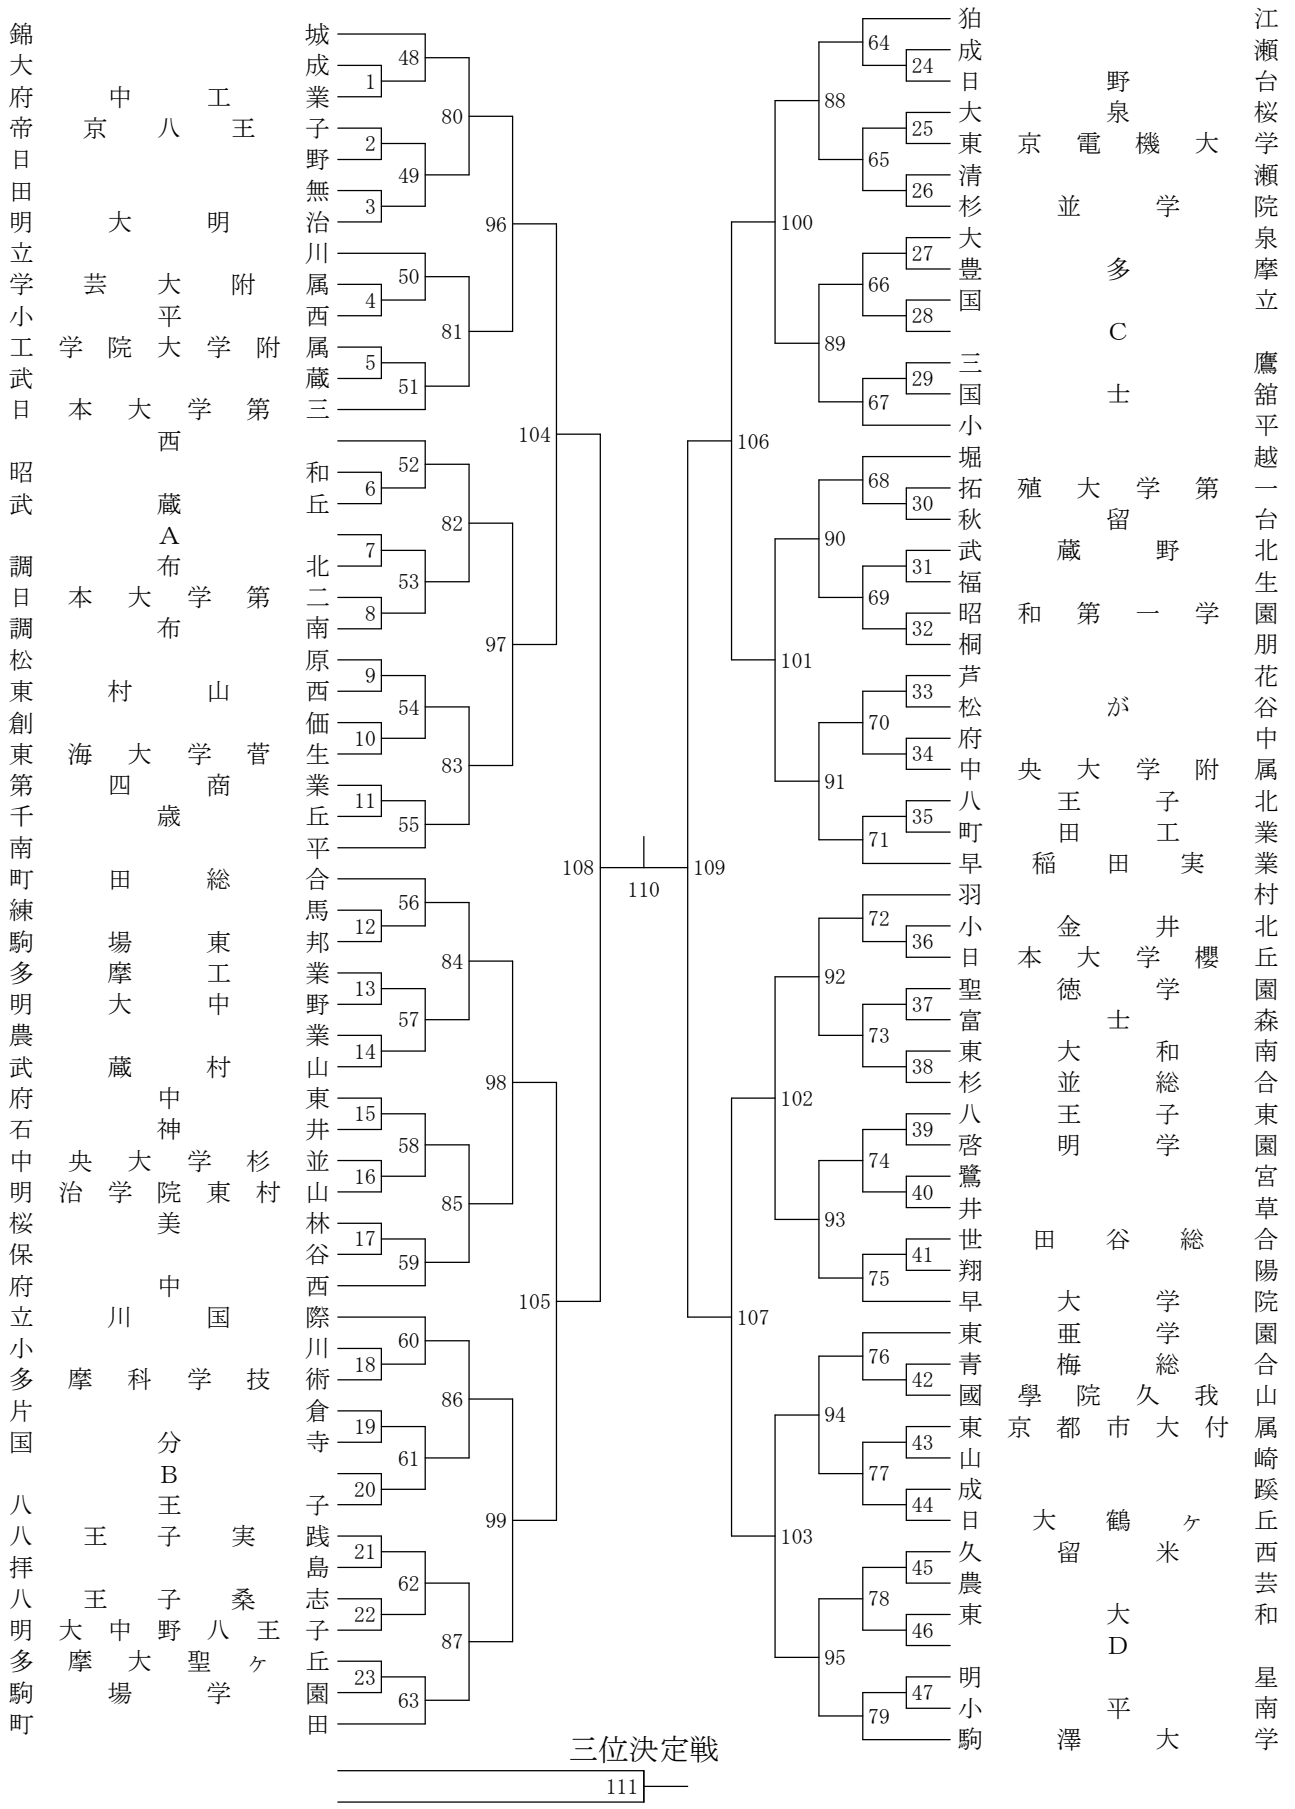 錦城
大成
府中工業
帝京八王子
日野
田無
明大明治
立川
学芸大附属
小平西
工学院大学附属
武蔵
日本大学第三
西
昭和
武蔵丘
A
調布北
日本大学第二
調布南
松原
東村山西
創価
東海大学菅生
第四商業
千歳丘
南平
町田総合
練馬
駒場東邦
多摩工業
明大中野
農業
武蔵村山
府中東
石神井
中央大学杉並
明治学院東村山
桜美林
保谷
府中西
立川国際
小川
多摩科学技術
片倉
国分寺
B
八王子
八王子実践
拝島
八王子桑志
明大中野八王子
多摩大聖ヶ丘
駒場学園
町田
1
2
3
4
5
6
7
8
9
10
11
12
13
14
15
16
17
18
19
20
21
22
23
48
49
50
51
52
53
54
55
56
57
58
59
60
61
62
63
80
81
82
83
84
85
86
87
96
97
98
99
104
105
108
110
109
106
107
100
101
102
103
88
89
90
91
92
93
94
95
64
65
66
67
68
69
70
71
72
73
74
75
76
77
78
79
24
25
26
27
28
29
30
31
32
33
34
35
36
37
38
39
40
41
42
43
44
45
46
47
狛江
成瀬
日野台
大泉桜
東京電機大学
清瀬
杉並学院
大泉
豊多摩
国立
C
三鷹
国士舘
小平
堀越
拓殖大学第一
秋留台
武蔵野北
福生
昭和第一学園
桐朋
芦花
松が谷
府中
中央大学附属
八王子北
町田工業
早稲田実業
羽村
小金井北
日本大学櫻丘
聖徳学園
富士森
東大和南
杉並総合
八王子東
啓明学園
鷺宮
井草
世田谷総合
翔陽
早大学院
東亜学園
青梅総合
國學院久我山
東京都市大付属
山崎
成蹊
日大鶴ヶ丘
久留米西
農芸
東大和
D
明星
小平南
駒澤大学
三位決定戦
111